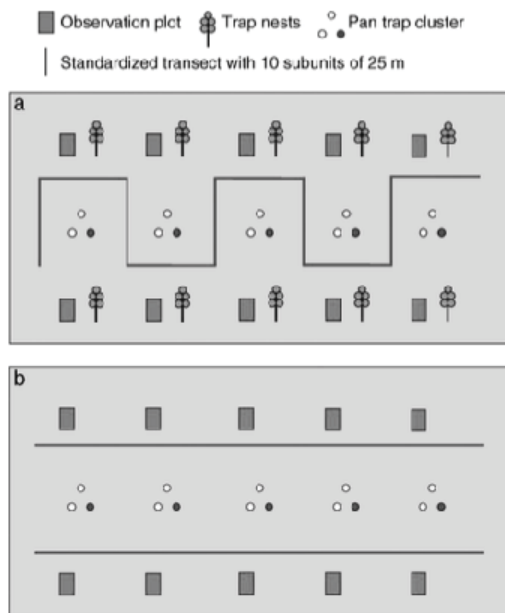 Observation plot Trap nests Pan trap cluster
Standardized transect with 10 subunits of 25 m
a
b